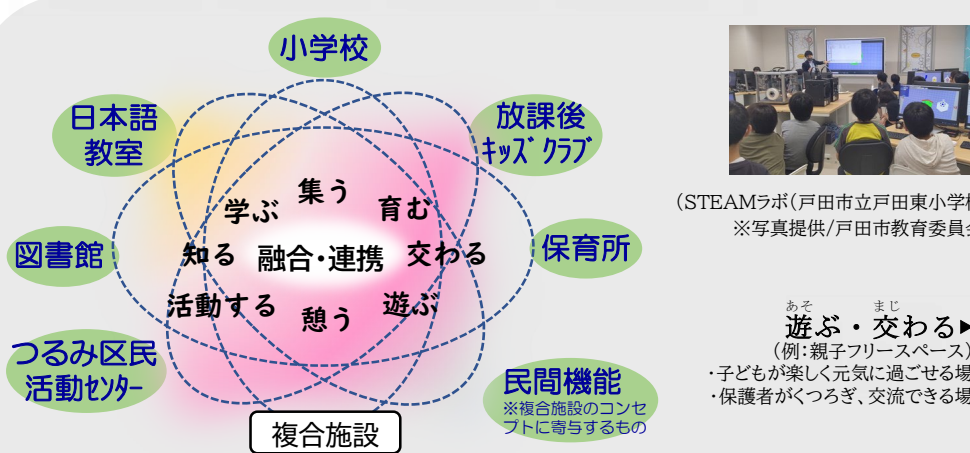 小学校
日本語
教室
放課後
ｷｯｽﾞｸﾗﾌﾞ
集う
学ぶ
育む
図書館
知る
融合･連携
交わる
保育所
活動する
憩う
遊ぶ
つるみ区民
活動ｾﾝﾀｰ
民間機能
※複合施設のコンセ
プトに寄与するもの
複合施設
(STEAMラボ(戸田市立戸田東小学校
※写真提供/戸田市教育委員会
あそ まじ
遊ぶ・交わる▶
(例:親子フリースペース)
・子どもが楽しく元気に過ごせる場
・保護者がくつろぎ、交流できる場